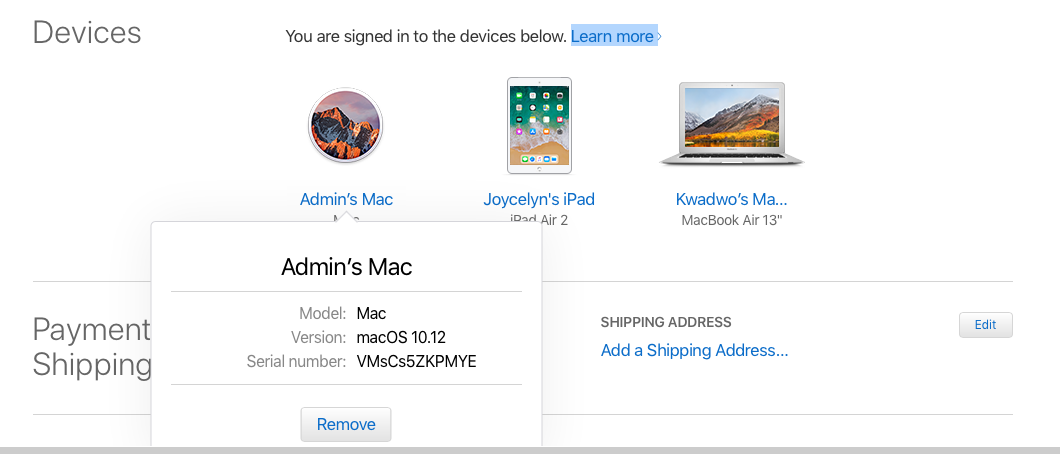 Devices
You are signed in to the devices below. Learn more
Admin's Mac
Joycelyn's iPad
Kwadwo's Ma...
Mac
iPad Air 2
MacBook Air 13"
Admin's Mac
Model: Mac
Version: macOS 10.12
Serial number: VMsCs5ZKPMYE
Remove
Payment
Shipping
SHIPPING ADDRESS
Add a Shipping Address...
Edit